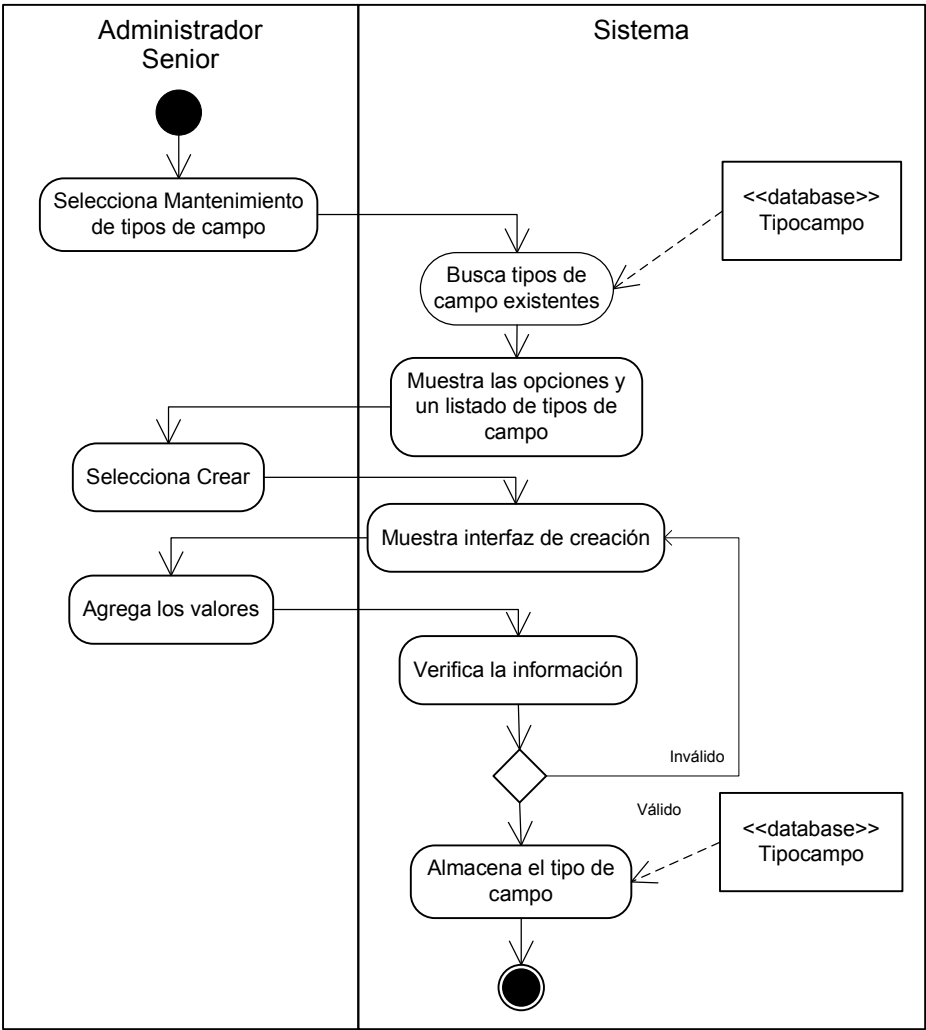 Administrador
Senior
Sistema
Selecciona Mantenimiento
de tipos de campo
<<database>>
Tipocampo
Busca tipos de
campo existentes
Muestra las opciones y
un listado de tipos de
campo
Selecciona Crear
Muestra interfaz de creación
Agrega los valores
Verifica la información
Inválido
Válido
<<database>>
Tipocampo
Almacena el tipo de
campo